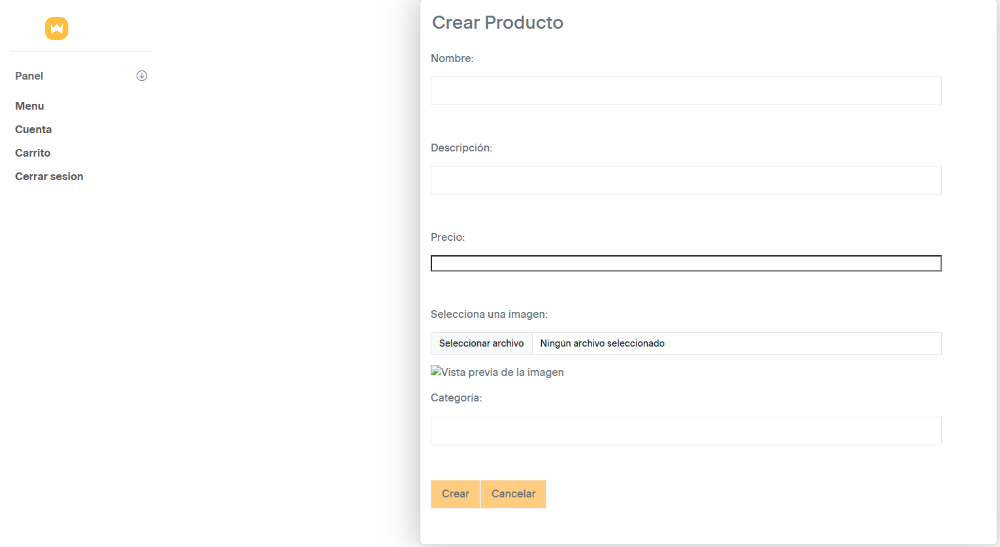 Panel
Menu
Cuenta
Carrito
Cerrar sesion
Crear Producto
Nombre:
Descripción:
Precio:
Selecciona una imagen:
Seleccionar archivo Ningún archivo seleccionado
Vista previa de la imagen
Categoría:
Crear Cancelar